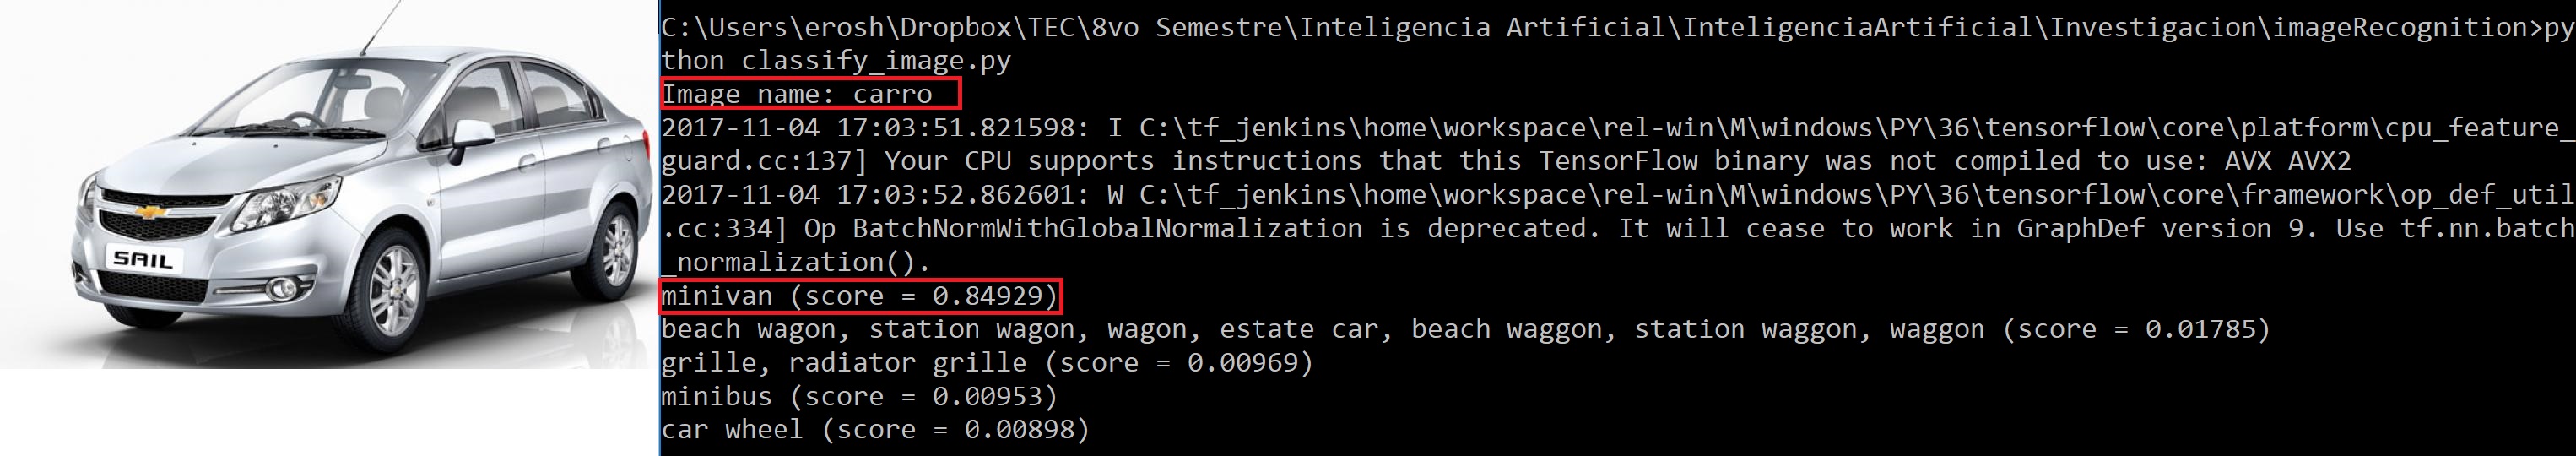 SAIL
C:\Users\erosh\Dropbox\TEC\8vo Semestre\Inteligencia Artificial\InteligenciaArtificial\Investigacion\imageRecognition>py
thon classify_image.py
Image name: carro
2017-11-04 17:03:51.821598: I C:\tf_jenkins\home\workspace\rel-win\M\windows\PY\36\tensorflow\core\platform\cpu_feature_
guard.cc:137] Your CPU supports instructions that this TensorFlow binary was not compiled to use: AVX AVX2
2017-11-04 17:03:52.862601: W C:\tf_jenkins\home\workspace\rel-win\M\windows\PY\36\tensorflow\core\framework\op_def_util
.cc:334] Op BatchNormWithGlobalNormalization is deprecated. It will cease to work in GraphDef version 9. Use tf.nn.batch
_normalization().
minivan (score = 0.84929)
beach wagon, station wagon, wagon, estate car, beach waggon, station waggon, waggon (score = 0.01785)
grille, radiator grille (score = 0.00969)
minibus (score = 0.00953)
car wheel (score = 0.00898)